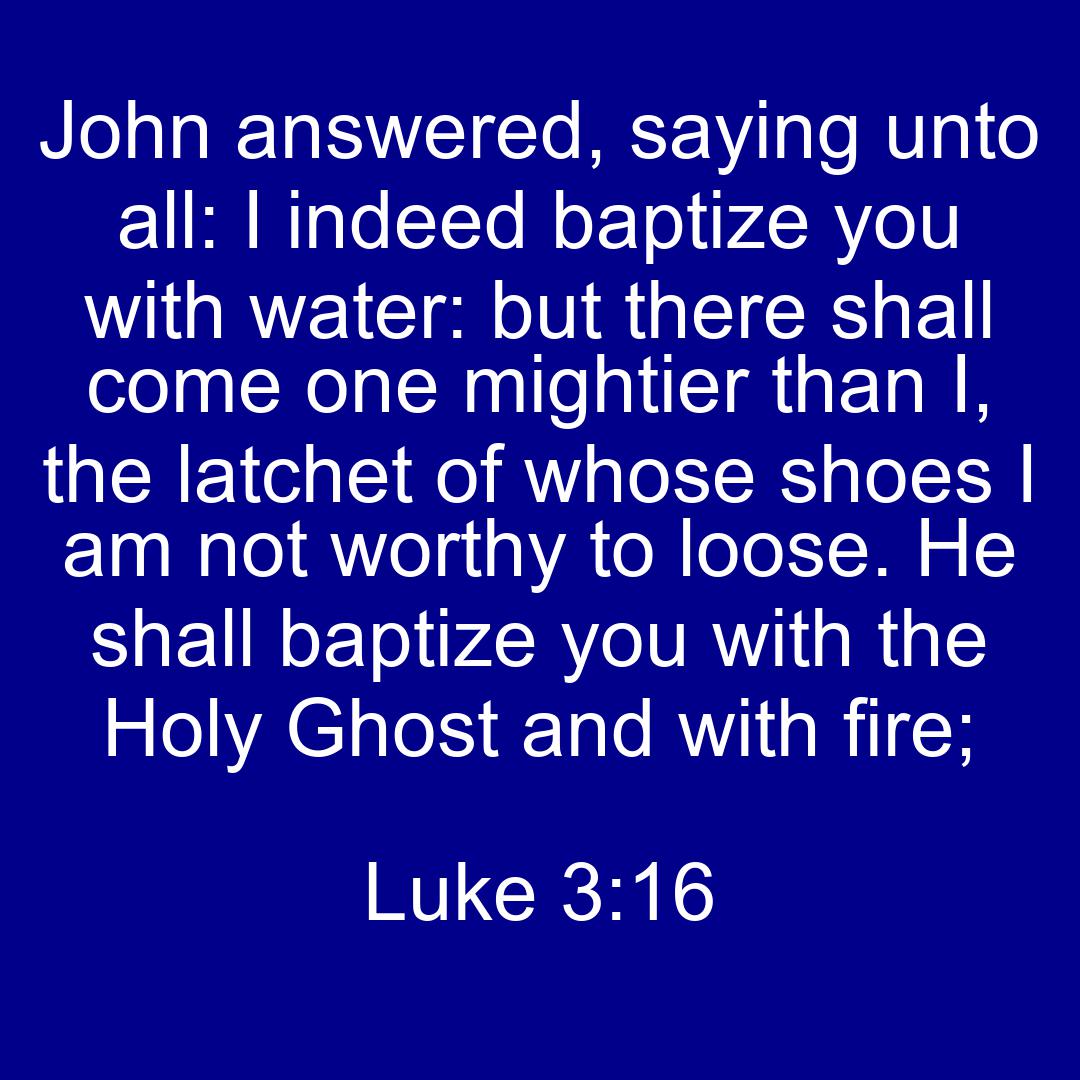 John answered, saying unto
all: I indeed baptize you
with water: but there shall
come one mightier than I,
the latchet of whose shoes I
am not worthy to loose. He
shall baptize you with the
Holy Ghost and with fire;
Luke 3:16